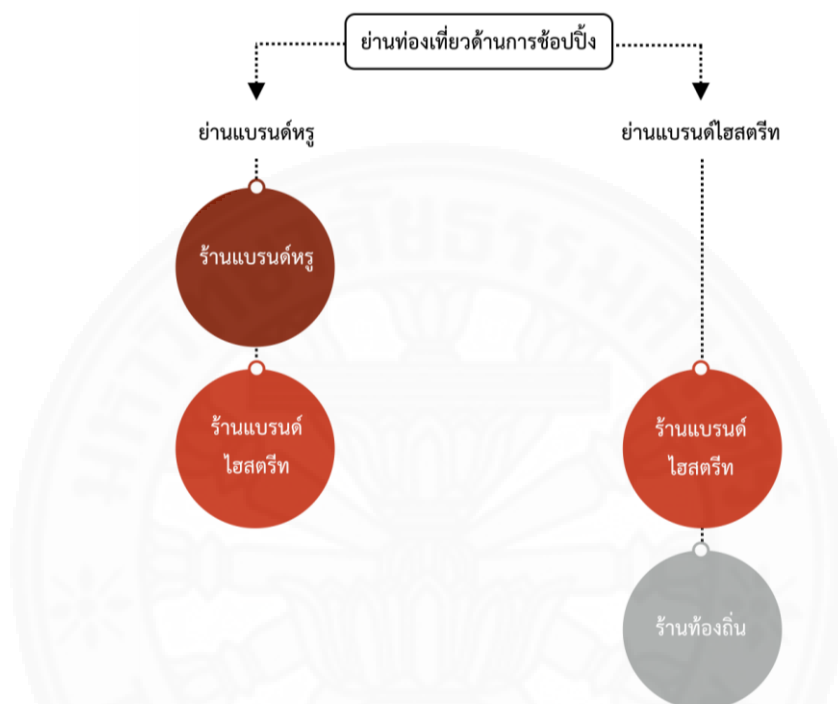 ย่านท่องเที่ยวด้านการช้อปปิ้ง
ย่านแบรนด์หรู
ย่านแบรนด์ไฮสตรีท
ร้านแบรนด์หรู
ร้านแบรนด์
ไฮสตรีท
ร้านแบรนด์
ไฮสตรีท
ร้านท้องถิ่น